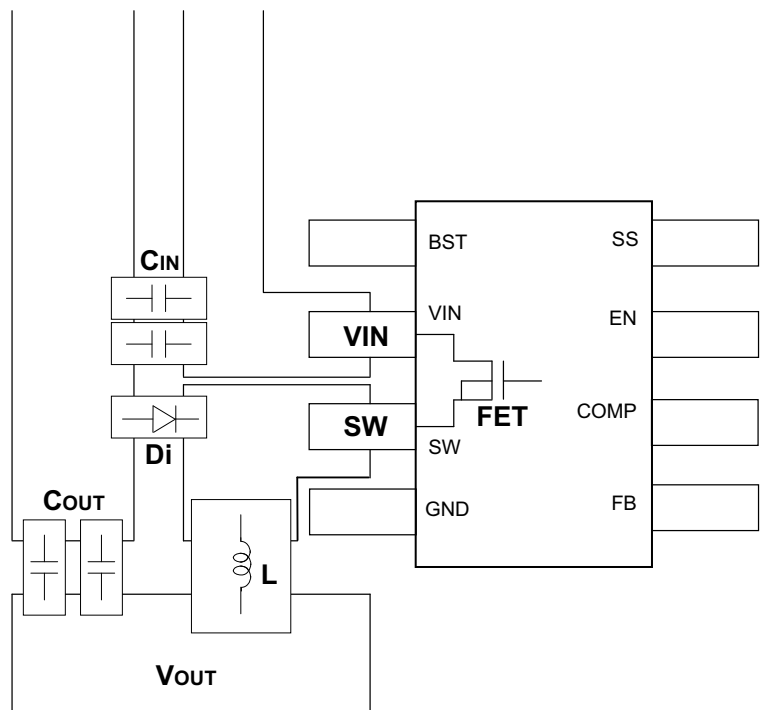 BST
SS
CIN
VIN
EN
VIN
FET
COMP
SW
Di
SW
COUT
GND
FB
L
VOUT